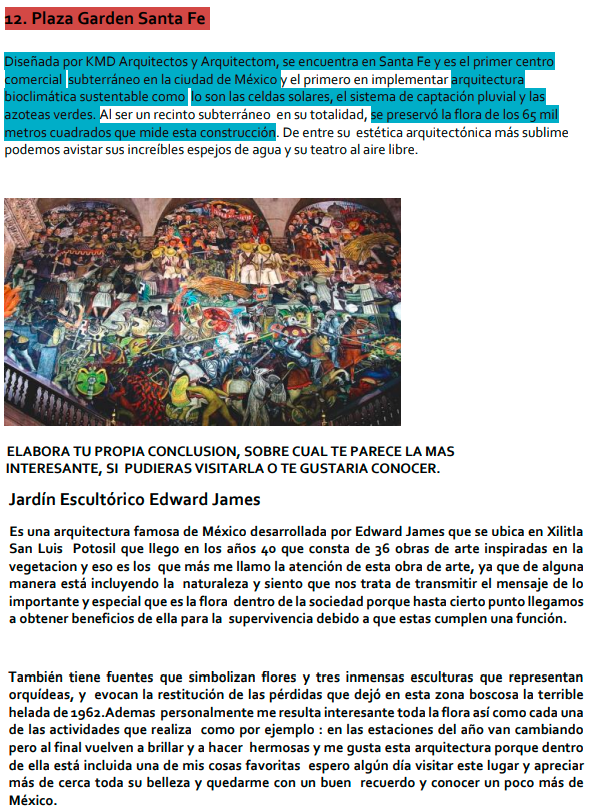 12. Plaza Garden Santa Fe
Diseñada por KMD Arquitectos y Arquitectom, se encuentra en Santa Fe y es el primer centro
comercial subterráneo en la ciudad de México y el primero en implementar arquitectura
bioclimática sustentable como lo son las celdas solares, el sistema de captación pluvial y las
azoteas verdes. Al ser un recinto subterráneo en su totalidad, se preservó la flora de los 65 mil
metros cuadrados que mide esta construcción. De entre su estética arquitectónica más sublime
podemos avistar sus increíbles espejos de agua y su teatro al aire libre.
ELABORA TU PROPIA CONCLUSION, SOBRE CUAL TE PARECE LA MAS
INTERESANTE, SI PUDIERAS VISITARLA O TE GUSTARIA CONOCER.
Jardín Escultórico Edward James
Es una arquitectura famosa de México desarrollada por Edward James que se ubica en Xilitla
San Luis Potosil que llego en los años 40 que consta de 36 obras de arte inspiradas en la
vegetacion y eso es los que más me llamo la atención de esta obra de arte, ya que de alguna
manera está incluyendo la naturaleza y siento que nos trata de transmitir el mensaje de lo
importante y especial que es la flora dentro de la sociedad porque hasta cierto punto llegamos
a obtener beneficios de ella para la supervivencia debido a que estas cumplen una función.
También tiene fuentes que simbolizan flores y tres inmensas esculturas que representan
orquídeas, y evocan la restitución de las pérdidas que dejó en esta zona boscosa la terrible
helada de 1962.Ademas personalmente me resulta interesante toda la flora así como cada una
de las actividades que realiza como por ejemplo : en las estaciones del año van cambiando
pero al final vuelven a brillar y a hacer hermosas y me gusta esta arquitectura porque dentro
de ella está incluida una de mis cosas favoritas espero algún día visitar este lugar y apreciar
más de cerca toda su belleza y quedarme con un buen recuerdo y conocer un poco más de
México.